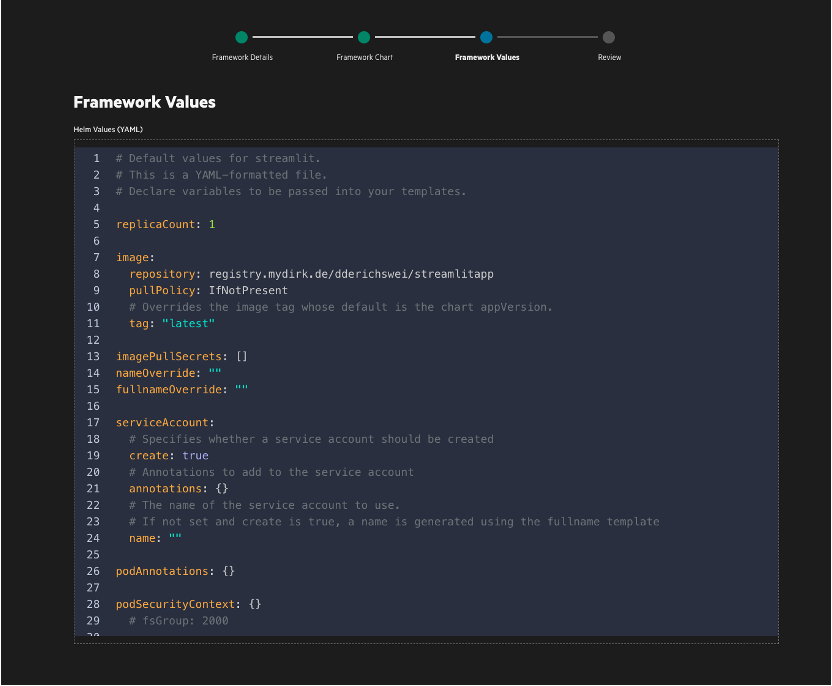 Framework Details
Framework Chart
Framework Values
Review
Framework Values
Helm Values (YAML)
1 # Default values for streamlit.
2 # This is a YAML-formatted file.
3 # Declare variables to be passed into your templates.
4
5 replicaCount: 1
6
7 image:
8   repository: registry.mydirk.de/dderichswei/streamlitapp
9   pullPolicy: IfNotPresent
10   # Overrides the image tag whose default is the chart appVersion.
11   tag: "latest"
12
13 imagePullSecrets: []
14 nameOverride: ""
15 fullnameOverride: ""
16
17 serviceAccount:
18   # Specifies whether a service account should be created
19   create: true
20   # Annotations to add to the service account
21   annotations: {}
22   # The name of the service account to use.
23   # If not set and create is true, a name is generated using the fullname template
24   name: ""
25
26 podAnnotations: {}
27
28 podSecurityContext: {}
29   # fsGroup: 2000